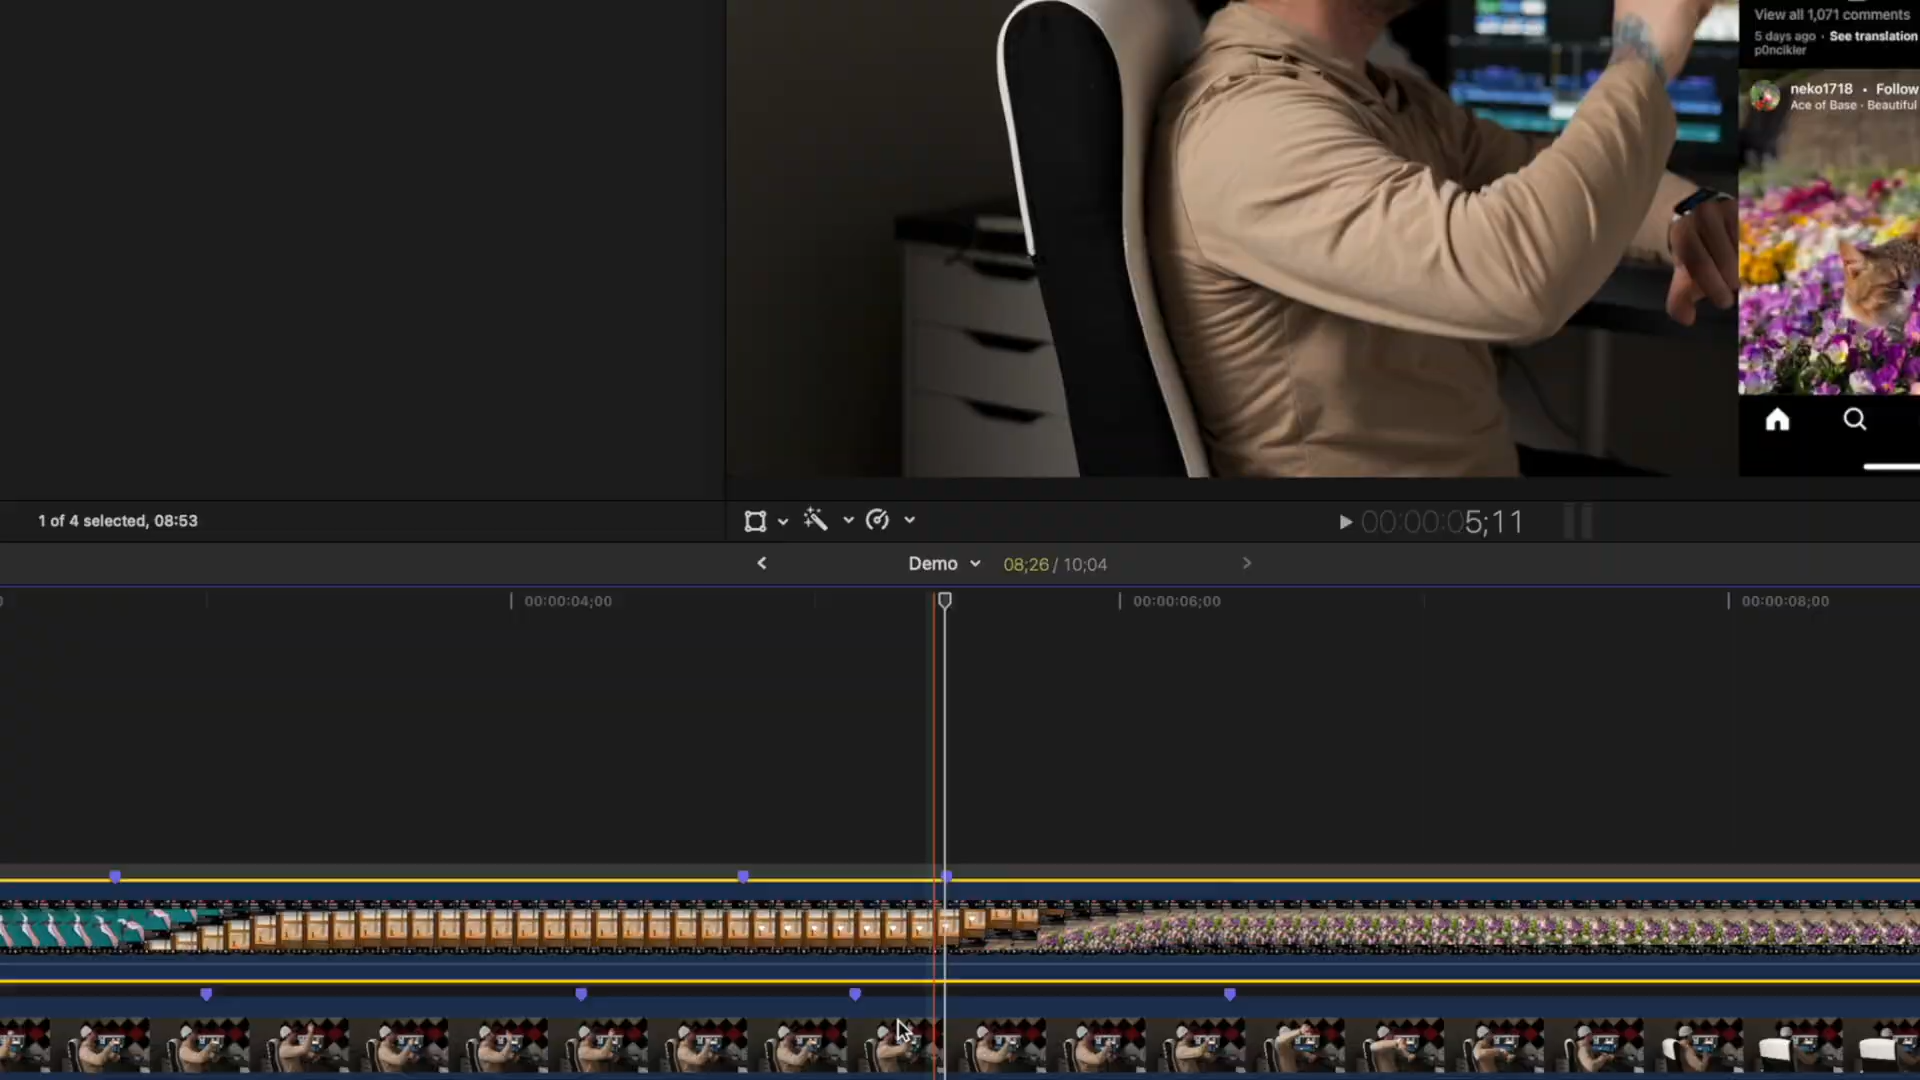 View all 1,071 comments
5 days ago · See translation
p0ncikler
neko1718 • Follow
Ace of Base · Beautiful
1 of 4 selected, 08:53
00:00:05;11
Demo
08;26 / 10;04
00:00:04;00
00:00:06;00
00:00:08;00